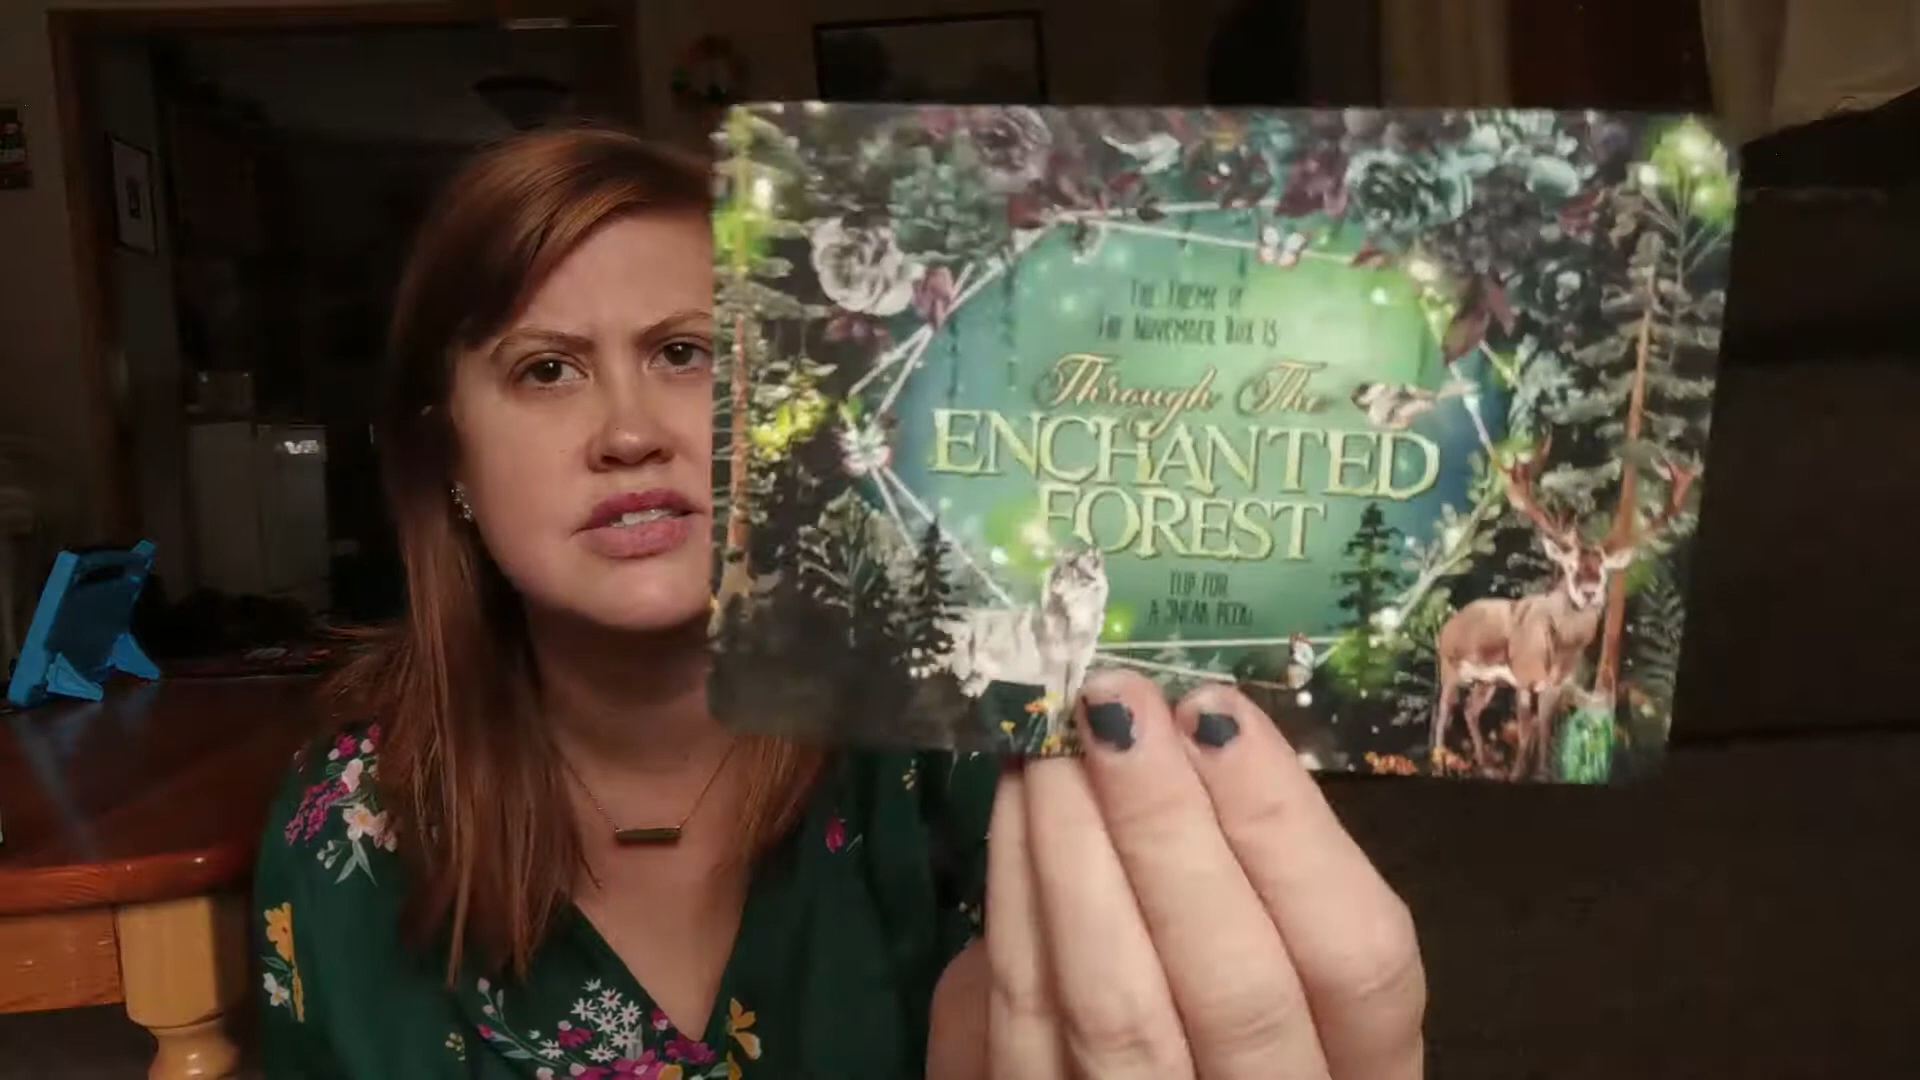 THE THEME OF
THE NOVEMBER BOX IS
Through The
ENCHANTED
FOREST
FLIP FOR
A SNEAK PEEK!